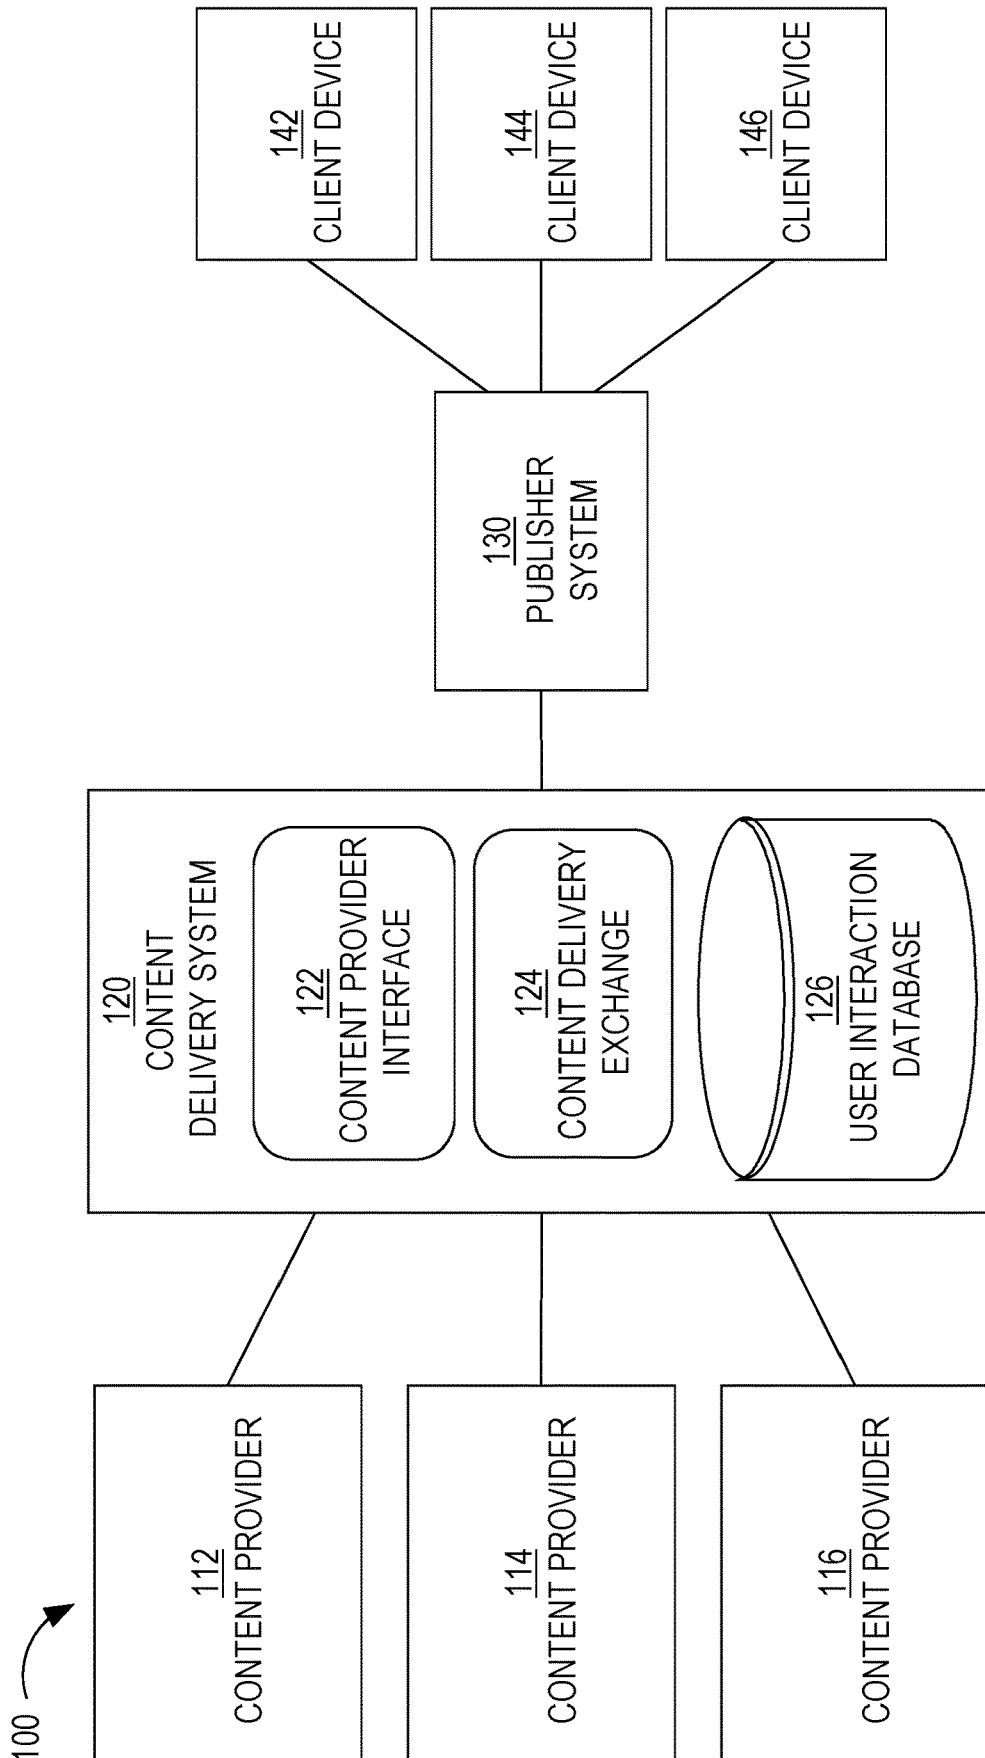 100
112
CONTENT PROVIDER
114
CONTENT PROVIDER
116
CONTENT PROVIDER
120
CONTENT
DELIVERY SYSTEM
122
CONTENT PROVIDER
INTERFACE
124
CONTENT DELIVERY
EXCHANGE
126
USER INTERACTION
DATABASE
130
PUBLISHER
SYSTEM
142
CLIENT DEVICE
144
CLIENT DEVICE
146
CLIENT DEVICE